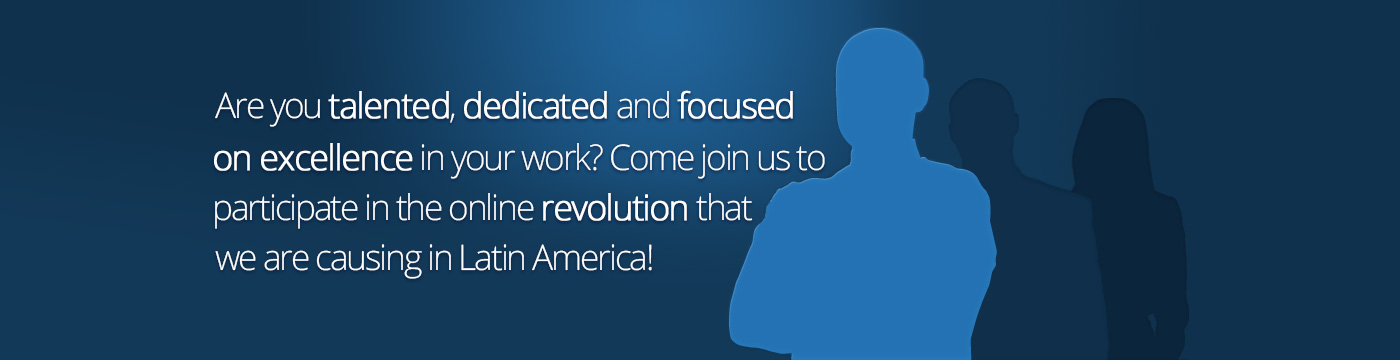 Are you talented, dedicated and focused
on excellence in your work? Come join us to
participate in the online revolution that
we are causing in Latin America!